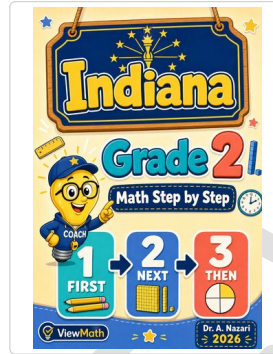 Indiana
Grade 2
Math Step by Step
COACH
1
FIRST
2
NEXT
3
THEN
ViewMath
Dr. A. Nazari
2026